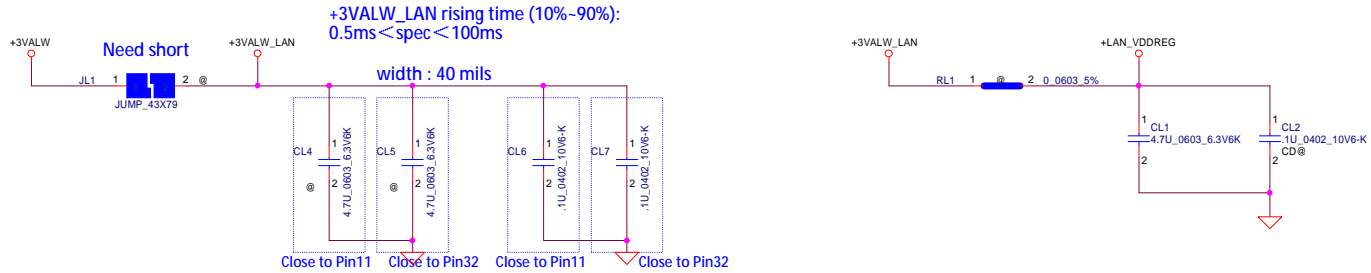 +3VALW_LAN rising time (10%~90%):
0.5ms＜spec＜100ms
+3VALW
Need short
+3VALW_LAN
width : 40 mils
JL1
1
1
2
2
@
JUMP_43X79
CL4
1
2
@
4.7U_0603_6.3V6K
CL5
1
2
@
4.7U_0603_6.3V6K
CL6
1
2
.1U_0402_10V6-K
CL7
1
2
.1U_0402_10V6-K
Close to Pin11
Close to Pin32
Close to Pin11
Close to Pin32
+3VALW_LAN
+LAN_VDDREG
RL1
1
@
2
0_0603_5%
1
CL1
4.7U_0603_6.3V6K
2
1
CL2
.1U_0402_10V6-K
CD@
2